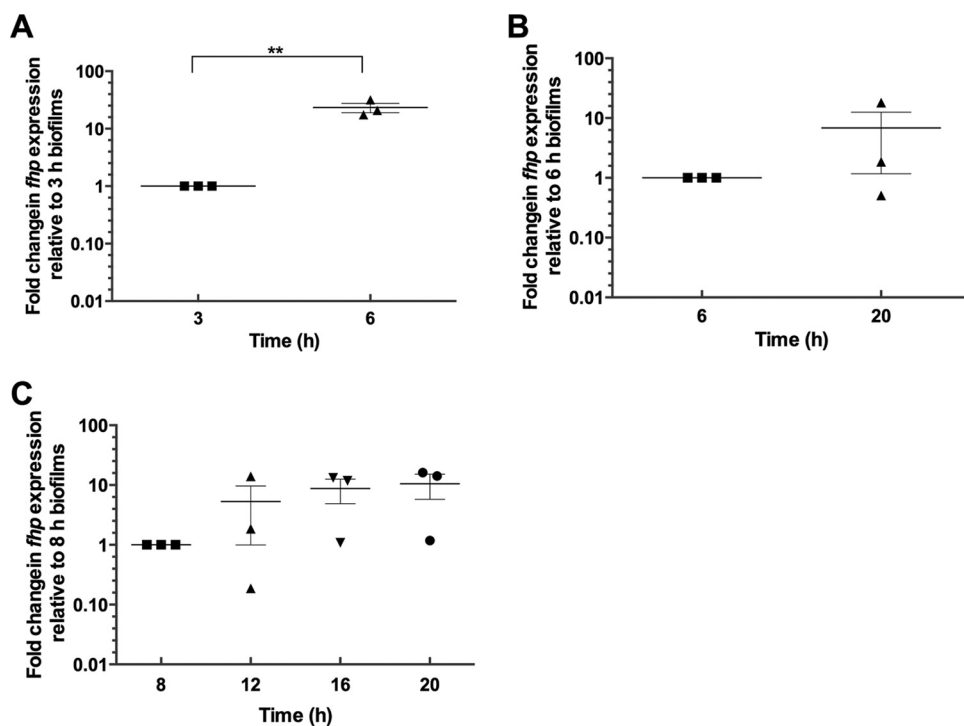 A
**
Fold changein fhp expression
relative to 3 h biofilms
100
10
1
0.10
0.01
3
6
Time (h)
B
Fold changein fhp expression
relative to 6 h biofilms
100
10
1
0.10
0.01
6
20
Time (h)
C
Fold changein fhp expression
relative to 8 h biofilms
100
10
1
0.10
0.01
8
12
16
20
Time (h)